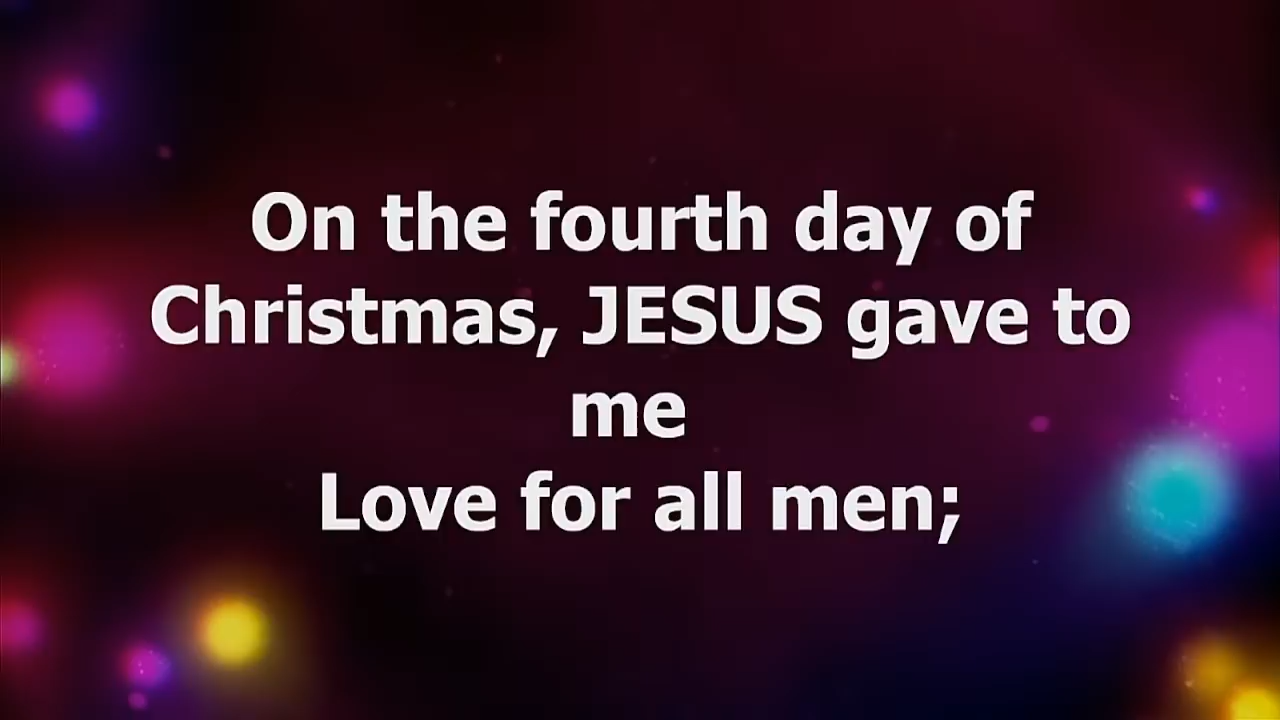 On the fourth day of
Christmas, JESUS gave to
me
Love for all men;